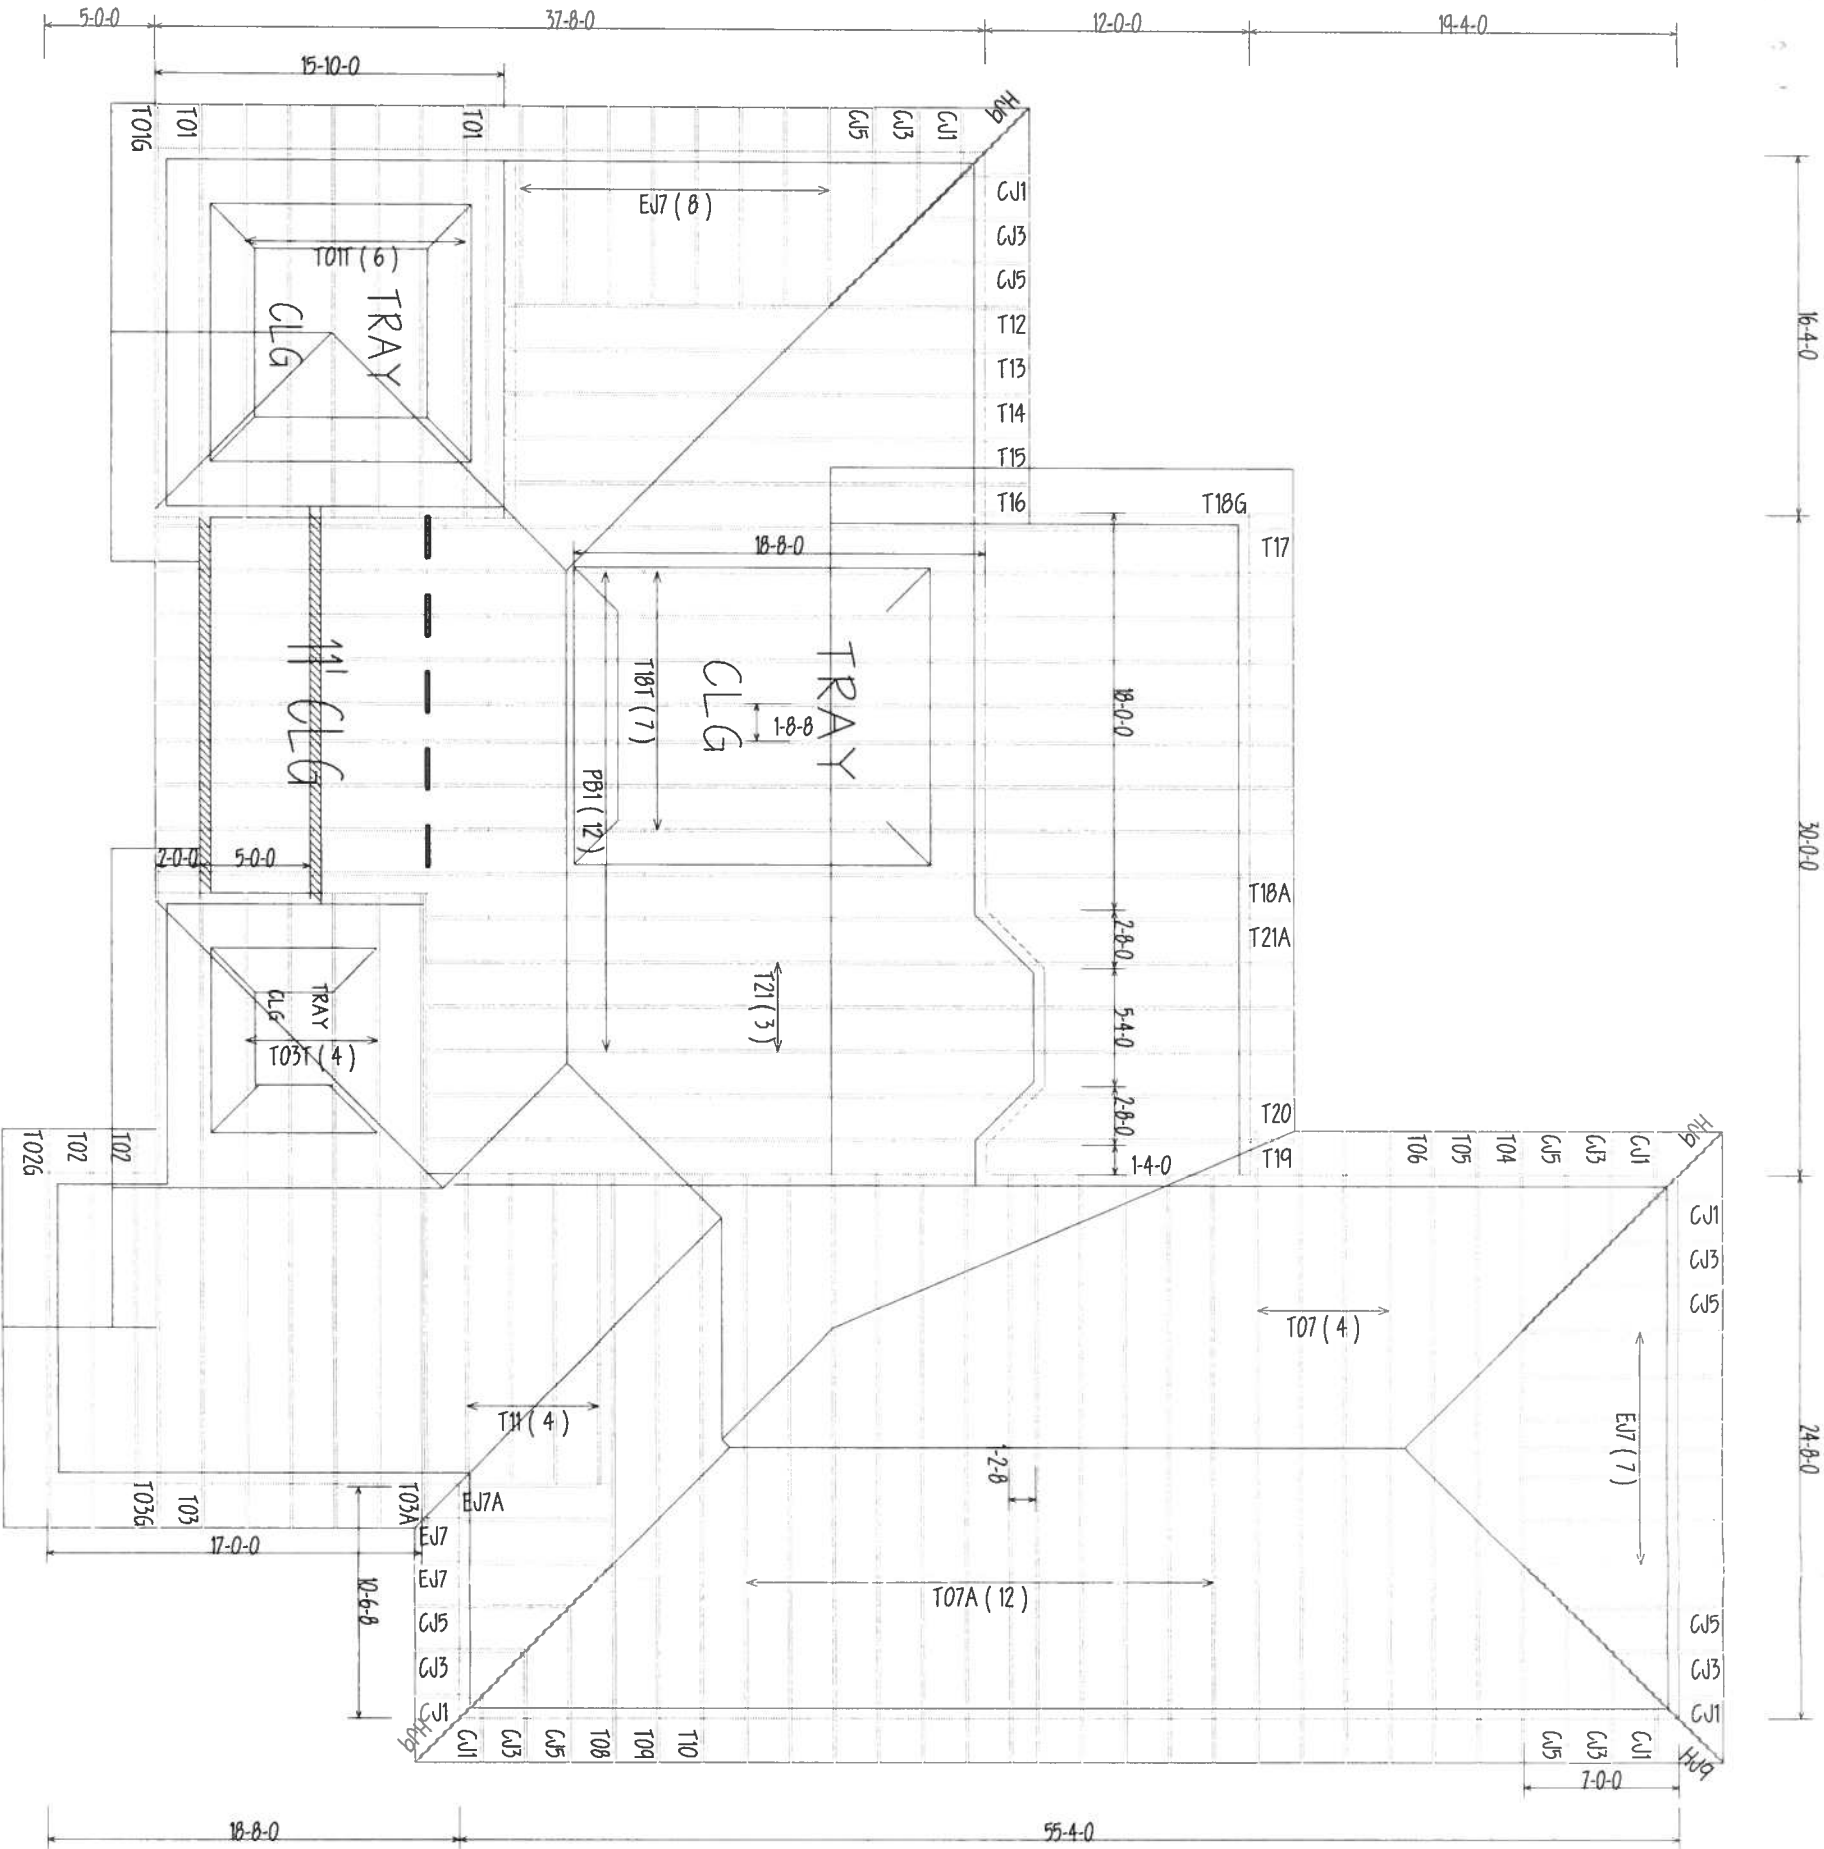 5-0-0
37-8-0
12-0-0
19-4-0
15-10-0
T01G
T01
T01
CJ5
CJ3
CJ1
HJ9
CJ1
CJ3
CJ5
T12
T13
T14
T15
T16
16-4-0
EJ7 ( 8 )
T01T ( 6 )
TRAY
CLG
T18G
T17
18-8-0
11' CLG
T18T ( 7 )
TRAY
CLG
1-8-8
PB1 ( 12 )
18-0-0
30-0-0
2-0-0
5-0-0
T18A
T21A
2-8-0
T21 ( 3 )
5-4-0
TRAY
CLG
T03T ( 4 )
2-8-0
1-4-0
T20
T19
T02G
T02
T02
T06
T05
T04
CJ5
CJ3
CJ1
HJ9
CJ1
CJ3
CJ5
T07 ( 4 )
EJ7 ( 7 )
24-8-0
T11 ( 4 )
T03G
T03
T03A
EJ7A
17-0-0
10-6-8
EJ7
EJ7
CJ5
CJ3
CJ1
HJ9
T07A ( 12 )
CJ1
CJ3
CJ5
T08
T09
T10
CJ5
CJ3
CJ1
CJ5
CJ3
CJ1
HJ9
7-0-0
18-8-0
55-4-0